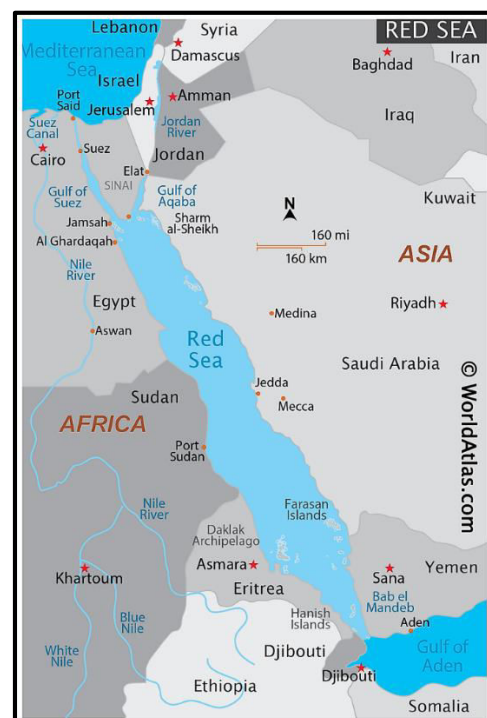 RED SEA
Lebanon
Syria
Mediterranean
Sea
Damascus
Baghdad
Iran
Israel
Port
Said
Jerusalem
Amman
Iraq
Suez
Canal
Jordan
River
Cairo
Suez
Jordan
Elat
SINAI
Kuwait
Gulf of
Suez
Gulf of
Aqaba
N
Sharm
al-Sheikh
Jamsah
160 mi
Al Ghardaqah
160 km
ASIA
Nile
River
Egypt
Riyadh
Medina
Aswan
Red
Sea
Saudi Arabia
Jedda
Mecca
Sudan
AFRICA
Port
Sudan
© WorldAtlas.com
Nile
River
Farasan
Islands
Daklak
Archipelago
Asmara
Khartoum
Sana
Yemen
Eritrea
Bab el
Mandeb
Blue
Nile
Hanish
Islands
Aden
White
Nile
Djibouti
Gulf of
Aden
Djibouti
Ethiopia
Somalia